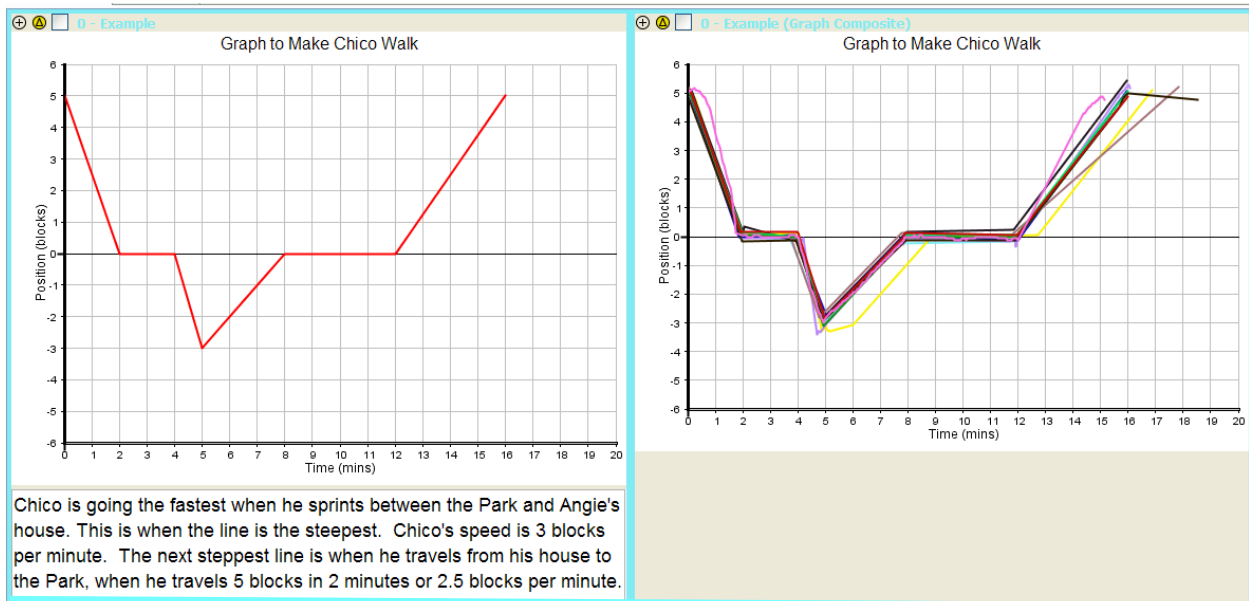 0 - Example
Graph to Make Chico Walk
6
5
4
3
2
1
0
-1
-2
-3
-4
-5
-6
Position (blocks)
0 1 2 3 4 5 6 7 8 9 10 11 12 13 14 15 16 17 18 19 20
Time (mins)
Chico is going the fastest when he sprints between the Park and Angie's
house. This is when the line is the steepest. Chico's speed is 3 blocks
per minute. The next steppest line is when he travels from his house to
the Park, when he travels 5 blocks in 2 minutes or 2.5 blocks per minute.
0 - Example (Graph Composite)
Graph to Make Chico Walk
6
5
4
3
2
1
0
-1
-2
-3
-4
-5
-6
Position (blocks)
0 1 2 3 4 5 6 7 8 9 10 11 12 13 14 15 16 17 18 19 20
Time (mins)